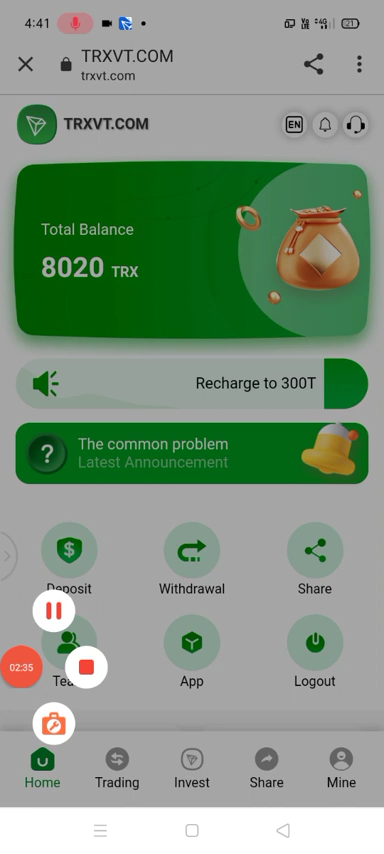 4:41
21
TRXVT.COM
trxvt.com
TRXVT.COM
EN
Total Balance
8020 TRX
Recharge to 300T
?
The common problem
Latest Announcement
$
Deposit
Withdrawal
Share
02:35
App
Logout
Home
Trading
Invest
Share
Mine